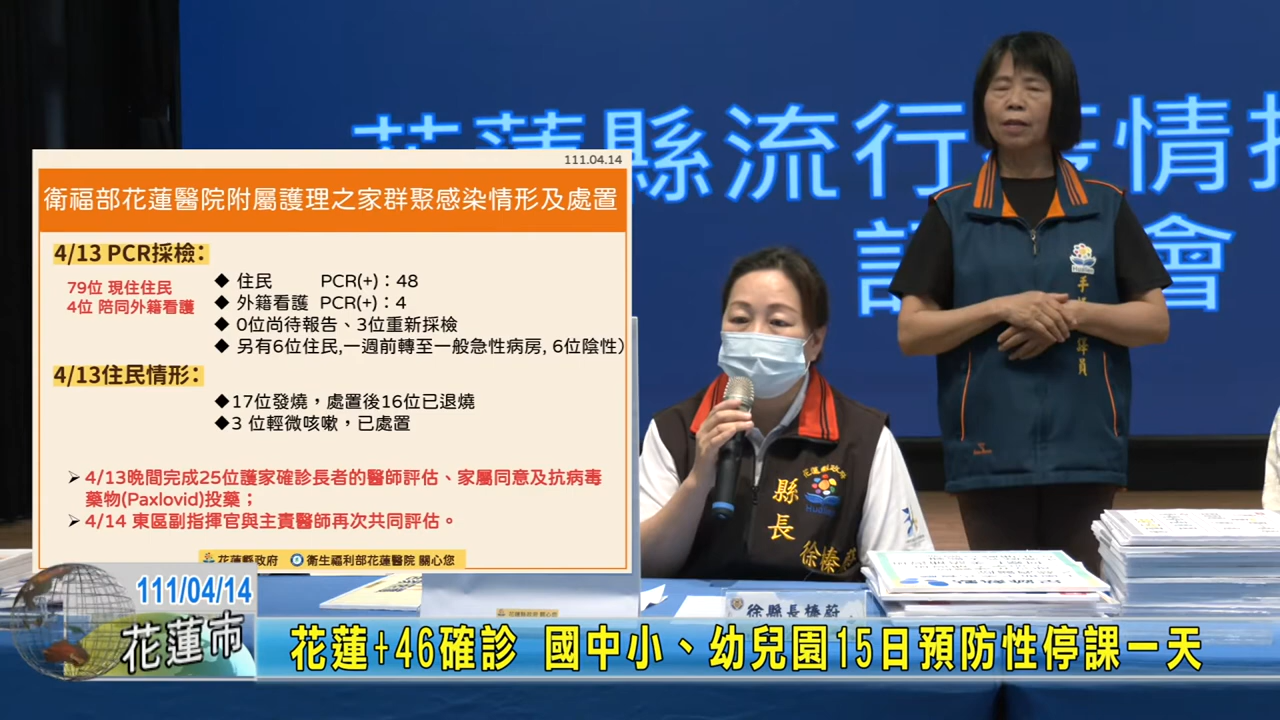 花蓮縣流行疫情
111.04.14
衛福部花蓮醫院附屬護理之家群聚感染情形及處置
4/13 PCR採檢：
79位 現住住民
4位 陪同外籍看護
◆ 住民 PCR(+)：48
◆ 外籍看護 PCR(+)：4
◆ 0位尚待報告、3位重新採檢
◆ 另有6位住民,一週前轉至一般急性病房, 6位陰性)
4/13住民情形：
◆17位發燒，處置後16位已退燒
◆3 位輕微咳嗽，已處置
➢ 4/13晚間完成25位護家確診長者的醫師評估、家屬同意及抗病毒
藥物(Paxlovid)投藥；
➢ 4/14 東區副指揮官與主責醫師再次共同評估。
花蓮縣政府 衛生福利部花蓮醫院 關心您
花蓮縣政府
Hualien
縣長
徐榛蔚
徐縣長榛蔚
111/04/14
花蓮市
花蓮+46確診 國中小、幼兒園15日預防性停課一天